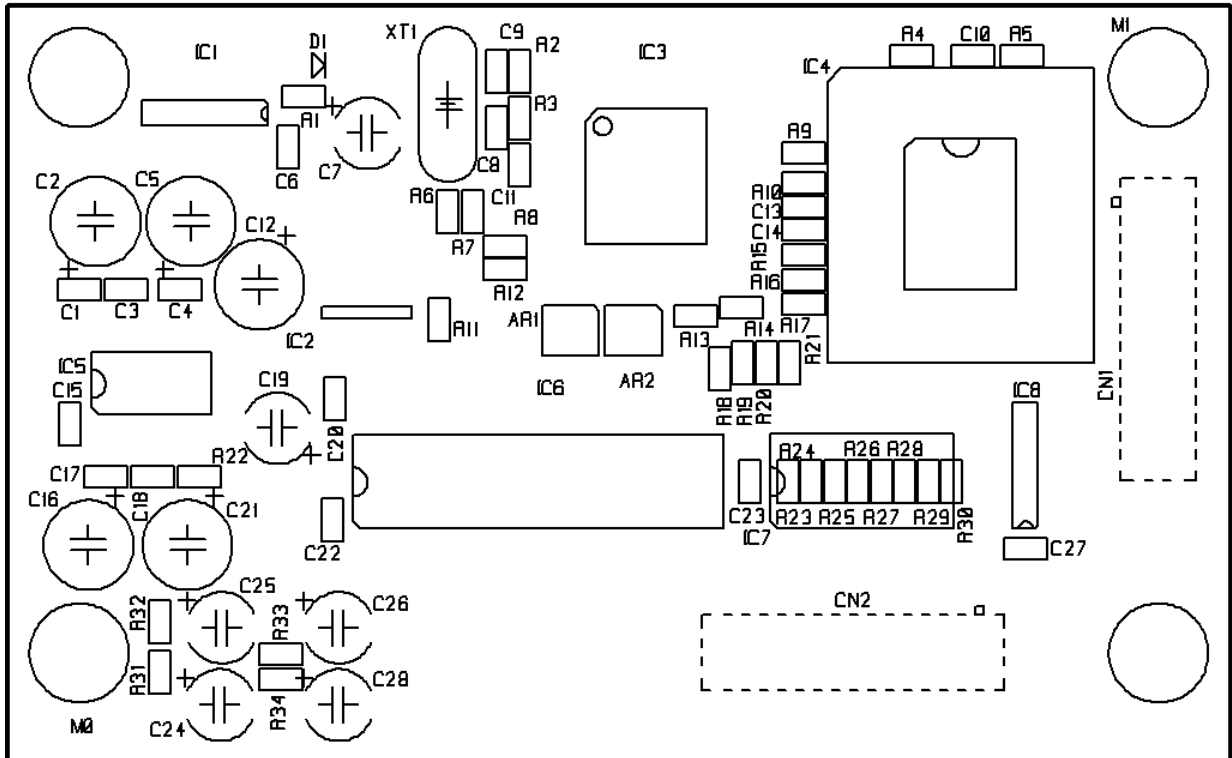 IC1
D1
XT1
C9
R2
IC3
R4
C10
R5
M1
IC4
R1
R3
C6
C7
C8
C11
R9
C2
C5
R6
R8
R10
C13
C14
C12
R7
R15
R12
R16
C1
C3
C4
IC2
R11
AR1
R13
R14
R17
R21
IC5
C15
C19
IC6
AR2
R18
R19
R20
CN1
IC8
C20
C17
C18
R22
R24
R26
R28
C16
C21
C22
C23
IC7
R23
R25
R27
R29
R30
C27
R32
C25
R33
C26
CN2
R31
C24
R34
C28
M0